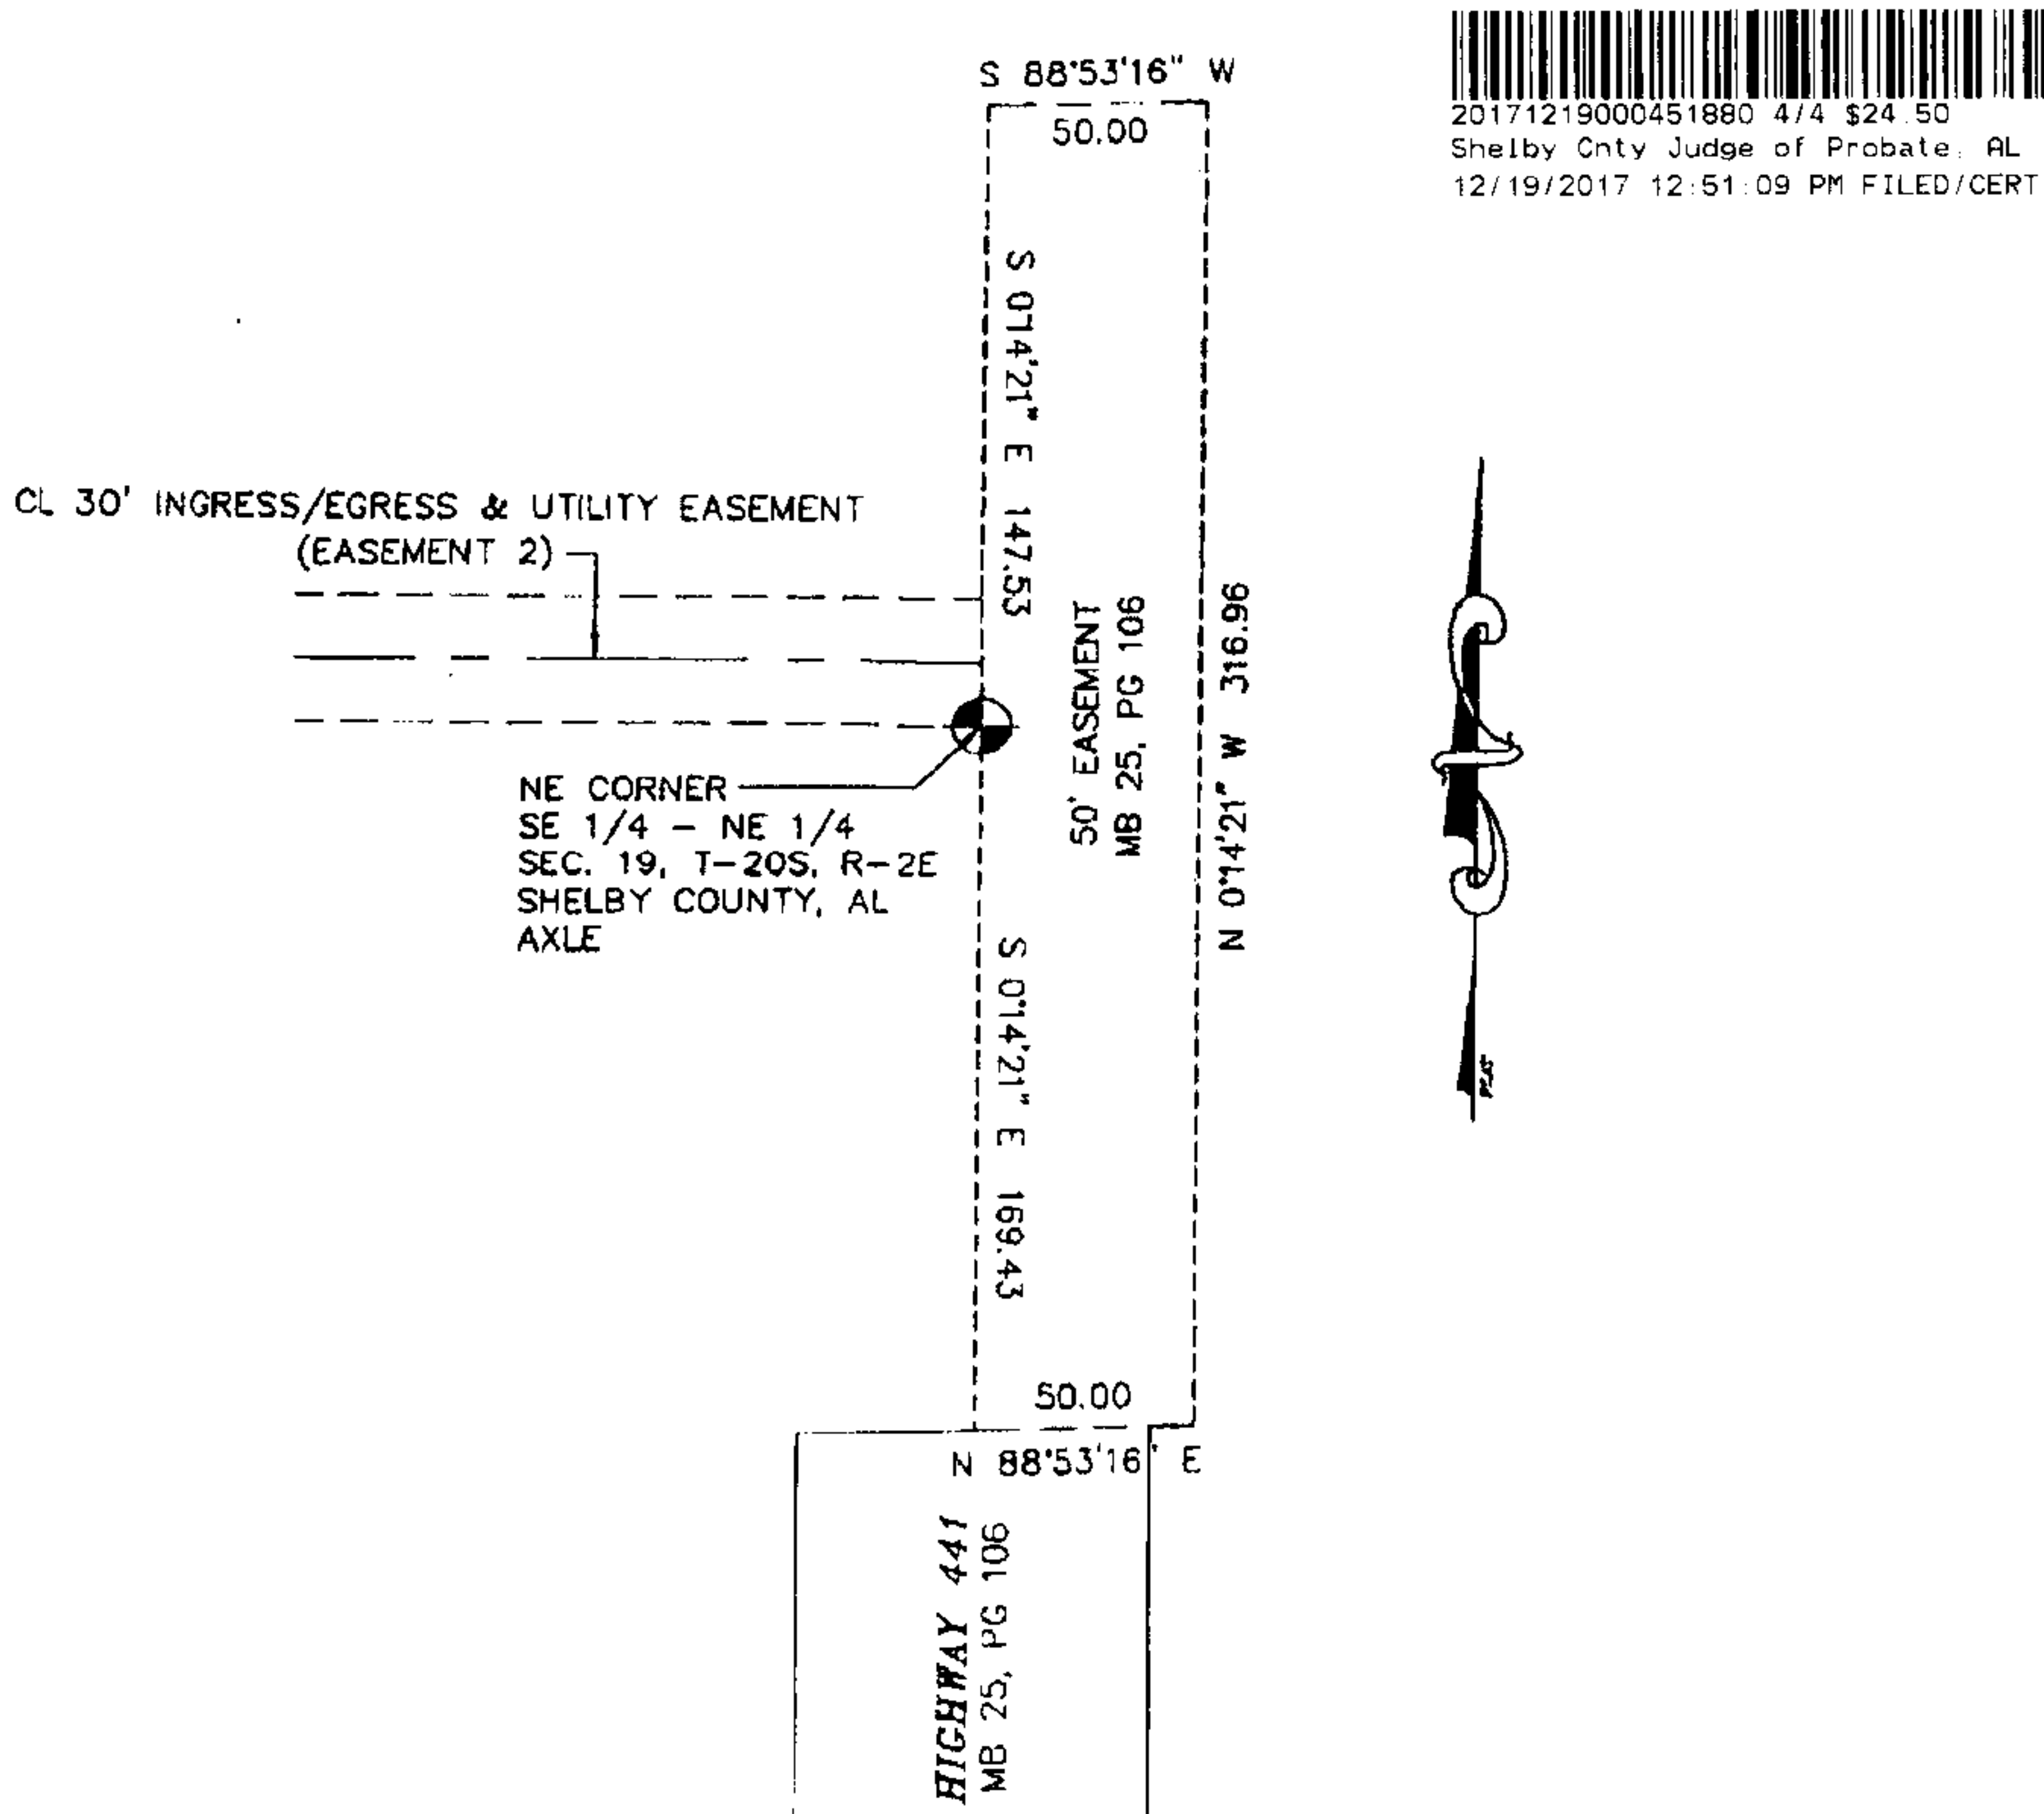 S 88°53'16" W
50.00
20171219000451880 4/4 $24.50
Shelby Cnty Judge of Probate, AL
12/19/2017 12:51:09 PM FILED/CERT
S 0°14'21" E 147.53
CL 30' INGRESS/EGRESS & UTILITY EASEMENT
(EASEMENT 2)
50' EASEMENT
MB 25, PG 106
N 0°14'21" W 316.96
NE CORNER
SE 1/4 - NE 1/4
SEC. 19, T-20S, R-2E
SHELBY COUNTY, AL
AXLE
S 0°14'21" E 169.43
50.00
N 88°53'16" E
HIGHWAY 441
MB 25, PG 106